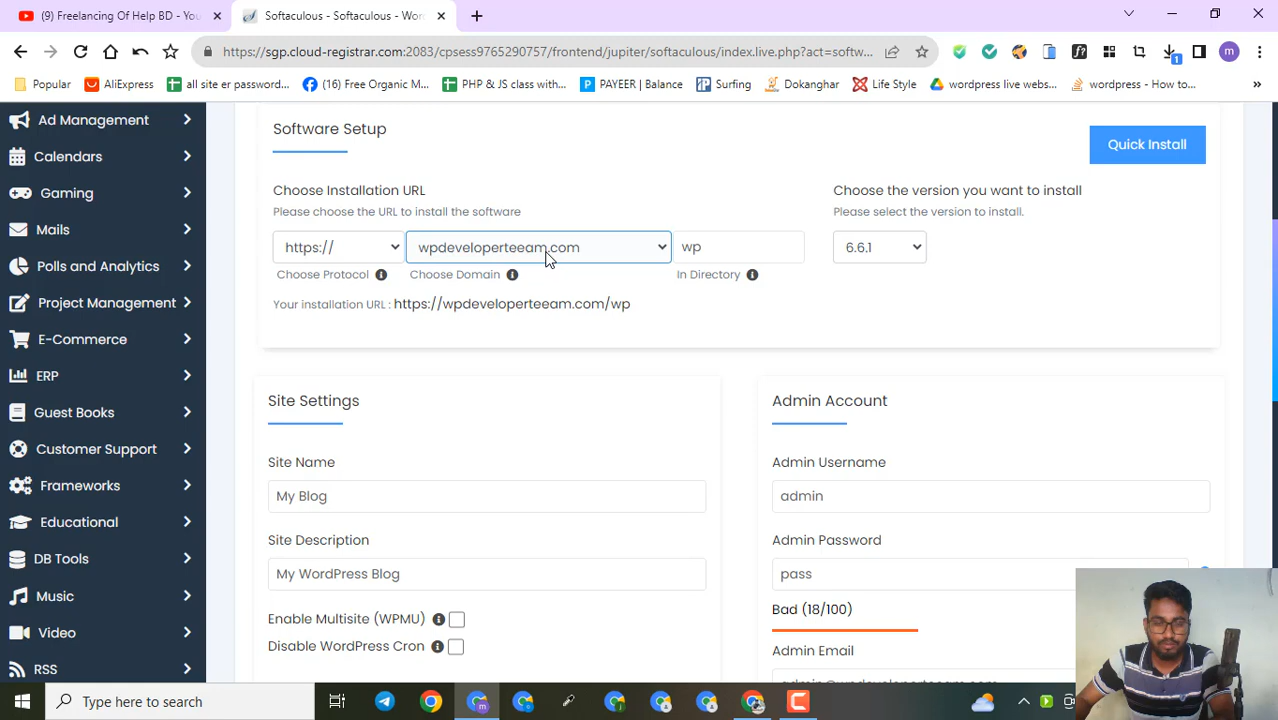 (9) Freelancing Of Help BD - You
Softaculous - Softaculous - Wor
https://sgp.cloud-registrar.com:2083/cpsess9765290757/frontend/jupiter/softaculous/index.live.php?act=softw...
f?
1
m
Popular
AliExpress
all site er password...
(16) Free Organic M...
PHP & JS class with...
PAYEER | Balance
Surfing
Dokanghar
Life Style
wordpress live webs...
wordpress - How to...
Ad Management
Calendars
Gaming
Mails
Polls and Analytics
Project Management
E-Commerce
ERP
Guest Books
Customer Support
Frameworks
Educational
DB Tools
Music
Video
RSS
Software Setup
Quick Install
Choose Installation URL
Please choose the URL to install the software
https://
wpdeveloperteeam.com
wp
Choose Protocol
Choose Domain
In Directory
Your installation URL : https://wpdeveloperteeam.com/wp
Choose the version you want to install
Please select the version to install.
6.6.1
Site Settings
Site Name
My Blog
Site Description
My WordPress Blog
Enable Multisite (WPMU)
Disable WordPress Cron
Admin Account
Admin Username
admin
Admin Password
pass
Bad (18/100)
Admin Email
admin@wpdeveloperteeam.com
Type here to search